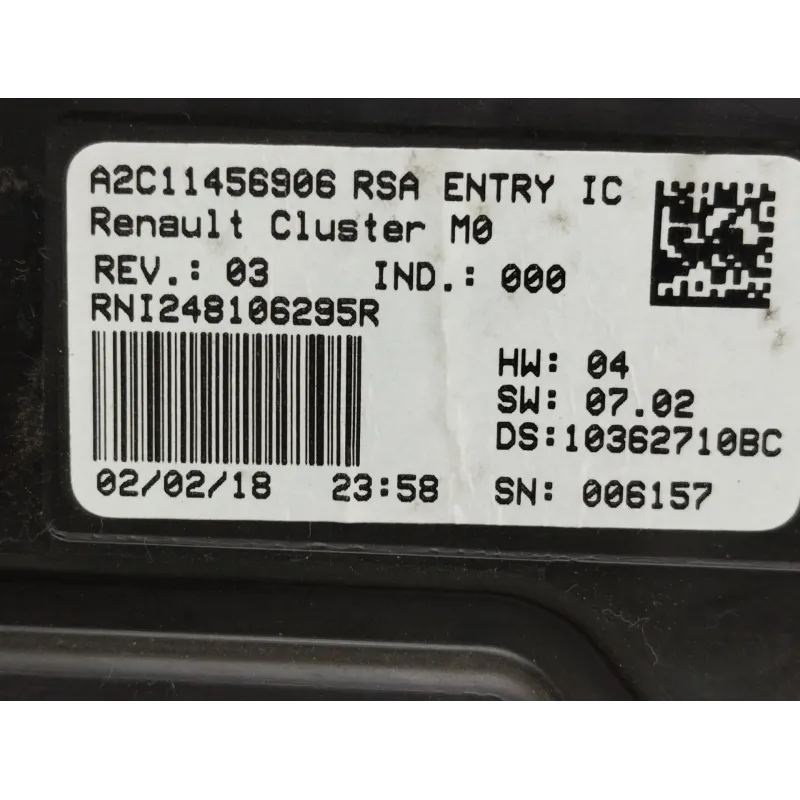 A2C11456906 RSA ENTRY IC
Renault Cluster M0
REV.: 03 IND.: 000
RNI248106295R
HW: 04
SW: 07.02
DS:10362710BC
02/02/18 23:58 SN: 006157